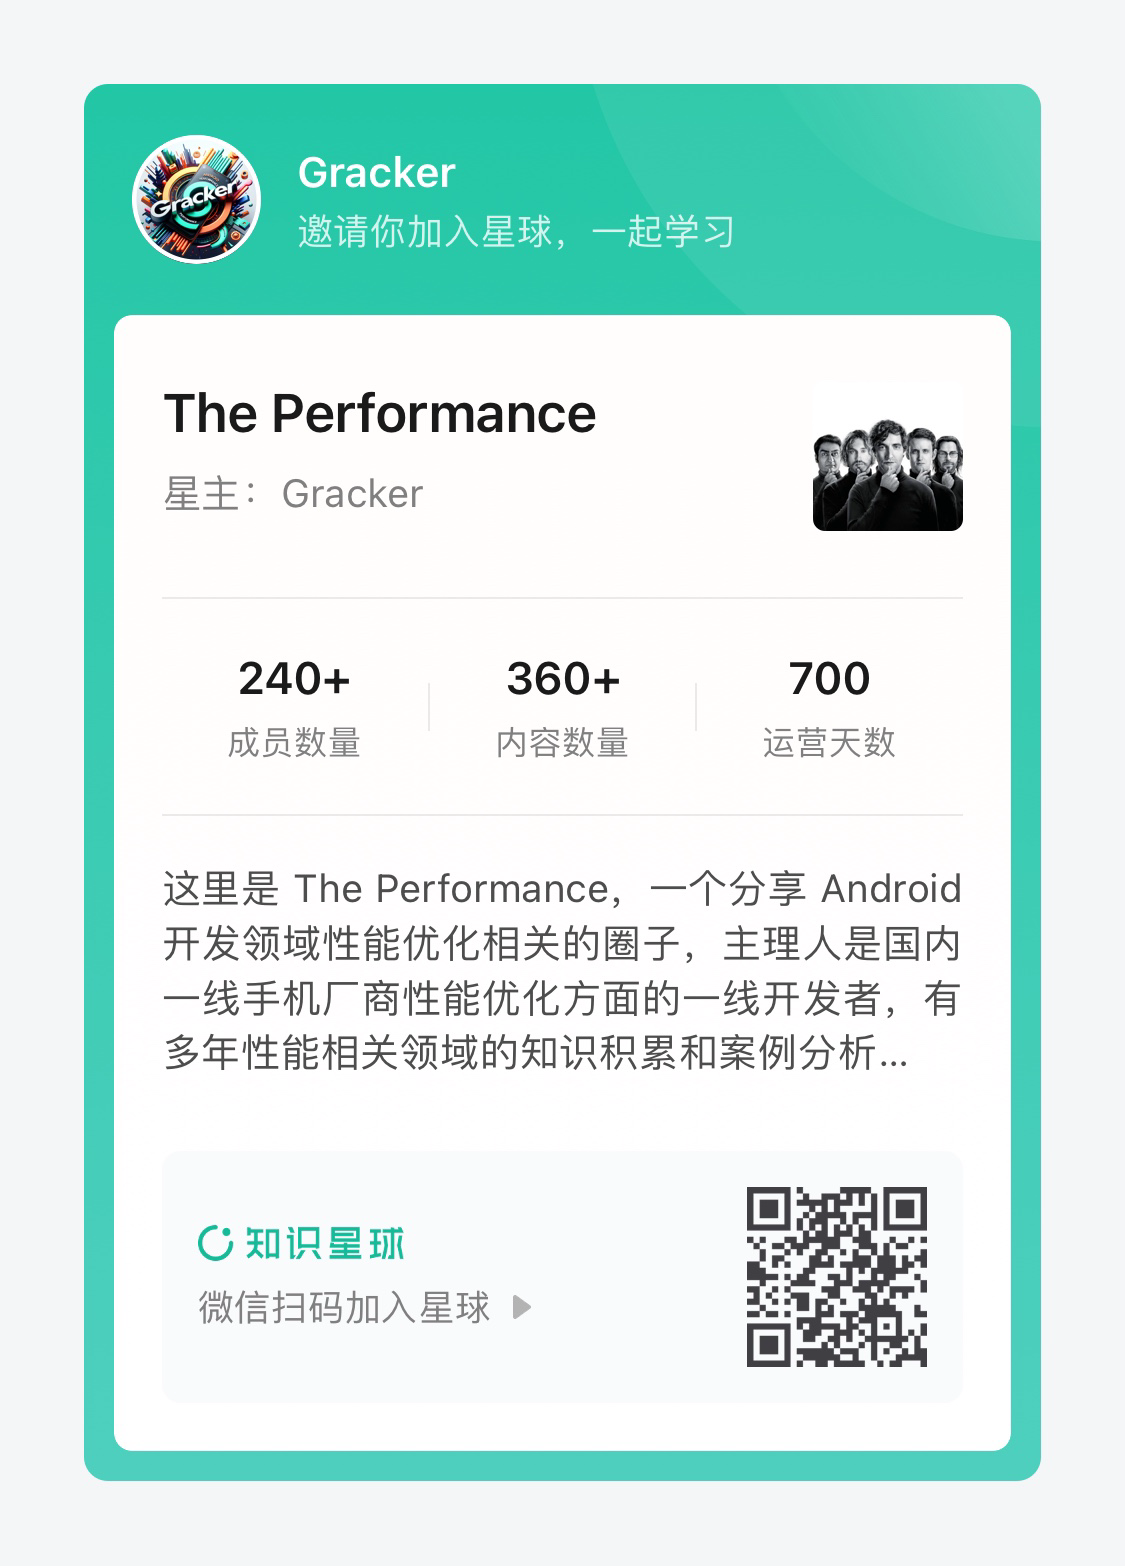 Gracker
Gracker
邀请你加入星球，一起学习
The Performance
星主：Gracker
240+
成员数量
360+
内容数量
700
运营天数
这里是 The Performance，一个分享 Android
开发领域性能优化相关的圈子，主理人是国内
一线手机厂商性能优化方面的一线开发者，有
多年性能相关领域的知识积累和案例分析...
知识星球
微信扫码加入星球